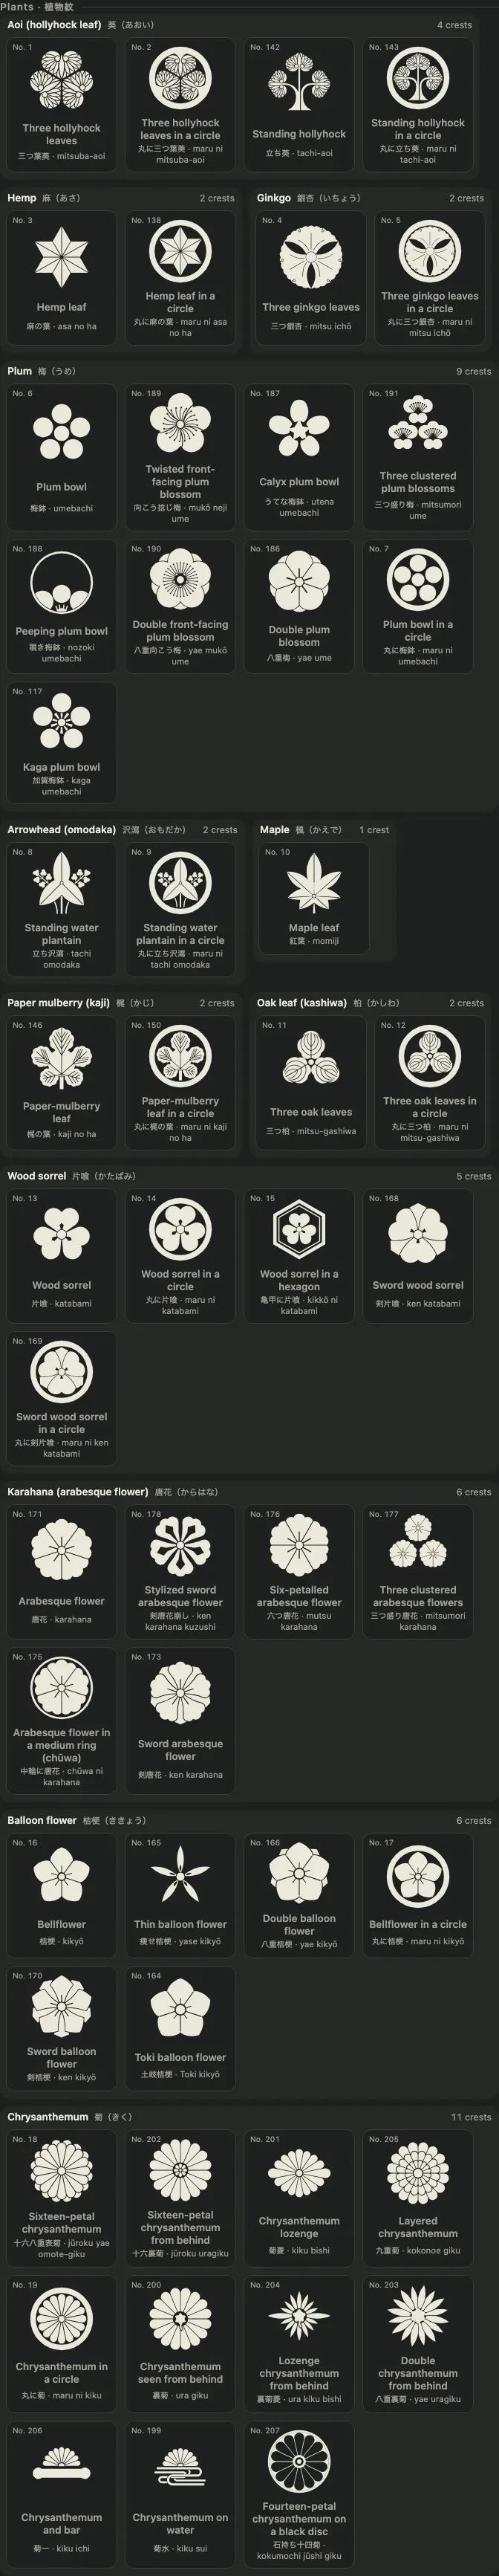 Plants · 植物紋
Aoi (hollyhock leaf) 葵（あおい） 4 crests
No. 1
Three hollyhock
leaves
三つ葉葵 · mitsuba-aoi
No. 2
Three hollyhock
leaves in a circle
丸に三つ葉葵 · maru ni
mitsuba-aoi
No. 142
Standing hollyhock
立ち葵 · tachi-aoi
No. 143
Standing hollyhock
in a circle
丸に立ち葵 · maru ni
tachi-aoi
Hemp 麻（あさ） 2 crests
No. 3
Hemp leaf
麻の葉 · asa no ha
No. 138
Hemp leaf in a
circle
丸に麻の葉 · maru ni asa
no ha
Ginkgo 銀杏（いちょう） 2 crests
No. 4
Three ginkgo leaves
三つ銀杏 · mitsu ichō
No. 5
Three ginkgo leaves
in a circle
丸に三つ銀杏 · maru ni
mitsu ichō
Plum 梅（うめ） 9 crests
No. 6
Plum bowl
梅鉢 · umebachi
No. 189
Twisted front-
facing plum
blossom
向こう捻じ梅 · mukō neji
ume
No. 187
Calyx plum bowl
うてな梅鉢 · utena
umebachi
No. 191
Three clustered
plum blossoms
三つ盛り梅 · mitsumori
ume
No. 188
Peeping plum bowl
覗き梅鉢 · nozoki
umebachi
No. 190
Double front-facing
plum blossom
八重向こう梅 · yae mukō
ume
No. 186
Double plum
blossom
八重梅 · yae ume
No. 7
Plum bowl in a
circle
丸に梅鉢 · maru ni
umebachi
No. 117
Kaga plum bowl
加賀梅鉢 · kaga
umebachi
Arrowhead (omodaka) 沢瀉（おもだか） 2 crests
No. 8
Standing water
plantain
立ち沢瀉 · tachi
omodaka
No. 9
Standing water
plantain in a circle
丸に立ち沢瀉 · maru ni
tachi omodaka
Maple 楓（かえで） 1 crest
No. 10
Maple leaf
紅葉 · momiji
Paper mulberry (kaji) 梶（かじ） 2 crests
No. 146
Paper-mulberry
leaf
梶の葉 · kaji no ha
No. 150
Paper-mulberry
leaf in a circle
丸に梶の葉 · maru ni kaji
no ha
Oak leaf (kashiwa) 柏（かしわ） 2 crests
No. 11
Three oak leaves
三つ柏 · mitsu-gashiwa
No. 12
Three oak leaves in
a circle
丸に三つ柏 · maru ni
mitsu-gashiwa
Wood sorrel 片喰（かたばみ） 5 crests
No. 13
Wood sorrel
片喰 · katabami
No. 14
Wood sorrel in a
circle
丸に片喰 · maru ni
katabami
No. 15
Wood sorrel in a
hexagon
亀甲に片喰 · kikkō ni
katabami
No. 168
Sword wood sorrel
剣片喰 · ken katabami
No. 169
Sword wood sorrel
in a circle
丸に剣片喰 · maru ni ken
katabami
Karahana (arabesque flower) 唐花（からはな） 6 crests
No. 171
Arabesque flower
唐花 · karahana
No. 178
Stylized sword
arabesque flower
剣唐花崩し · ken
karahana kuzushi
No. 176
Six-petalled
arabesque flower
六つ唐花 · mutsu
karahana
No. 177
Three clustered
arabesque flowers
三つ盛り唐花 · mitsumori
karahana
No. 175
Arabesque flower in
a medium ring
(chūwa)
中輪に唐花 · chūwa ni
karahana
No. 173
Sword arabesque
flower
剣唐花 · ken karahana
Balloon flower 桔梗（ききょう） 6 crests
No. 16
Bellflower
桔梗 · kikyō
No. 165
Thin balloon flower
痩せ桔梗 · yase kikyō
No. 166
Double balloon
flower
八重桔梗 · yae kikyō
No. 17
Bellflower in a circle
丸に桔梗 · maru ni kikyō
No. 170
Sword balloon
flower
剣桔梗 · ken kikyō
No. 164
Toki balloon flower
土岐桔梗 · Toki kikyō
Chrysanthemum 菊（きく） 11 crests
No. 18
Sixteen-petal
chrysanthemum
十六八重表菊 · jūroku yae
omote-giku
No. 202
Sixteen-petal
chrysanthemum
from behind
十六裏菊 · jūroku uragiku
No. 201
Chrysanthemum
lozenge
菊菱 · kiku bishi
No. 205
Layered
chrysanthemum
九重菊 · kokonoe giku
No. 19
Chrysanthemum in
a circle
丸に菊 · maru ni kiku
No. 200
Chrysanthemum
seen from behind
裏菊 · ura giku
No. 204
Lozenge
chrysanthemum
from behind
裏菊菱 · ura kiku bishi
No. 203
Double
chrysanthemum
from behind
八重裏菊 · yae uragiku
No. 206
Chrysanthemum
and bar
菊一 · kiku ichi
No. 199
Chrysanthemum on
water
菊水 · kiku sui
No. 207
Fourteen-petal
chrysanthemum on
a black disc
石持ち十四菊 ·
kokumochi jūshi giku